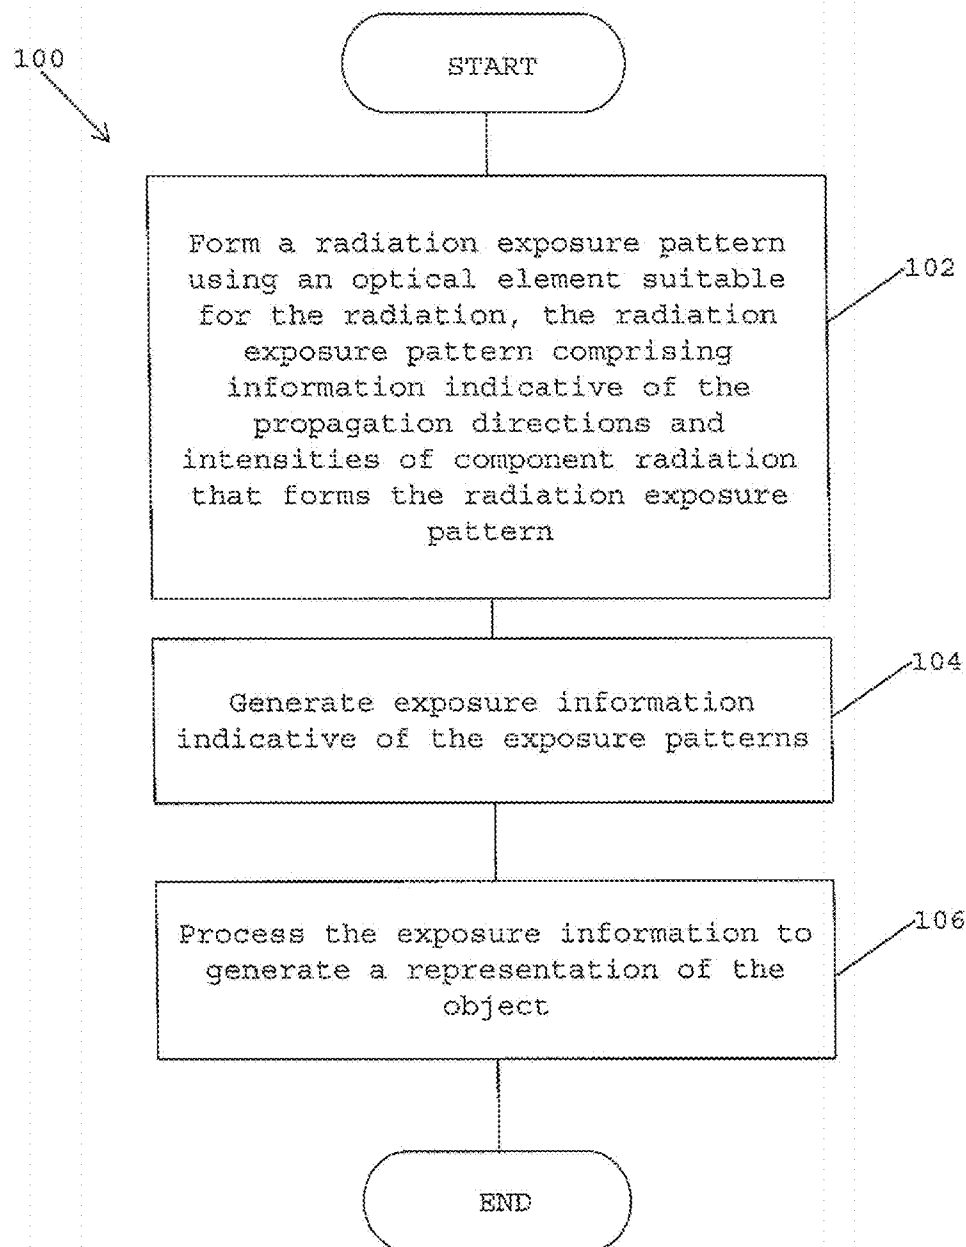 100
START
Form a radiation exposure pattern
using an optical element suitable
for the radiation, the radiation
exposure pattern comprising
information indicative of the
propagation directions and
intensities of component radiation
that forms the radiation exposure
pattern
102
Generate exposure information
indicative of the exposure patterns
104
Process the exposure information to
generate a representation of the
object
106
END